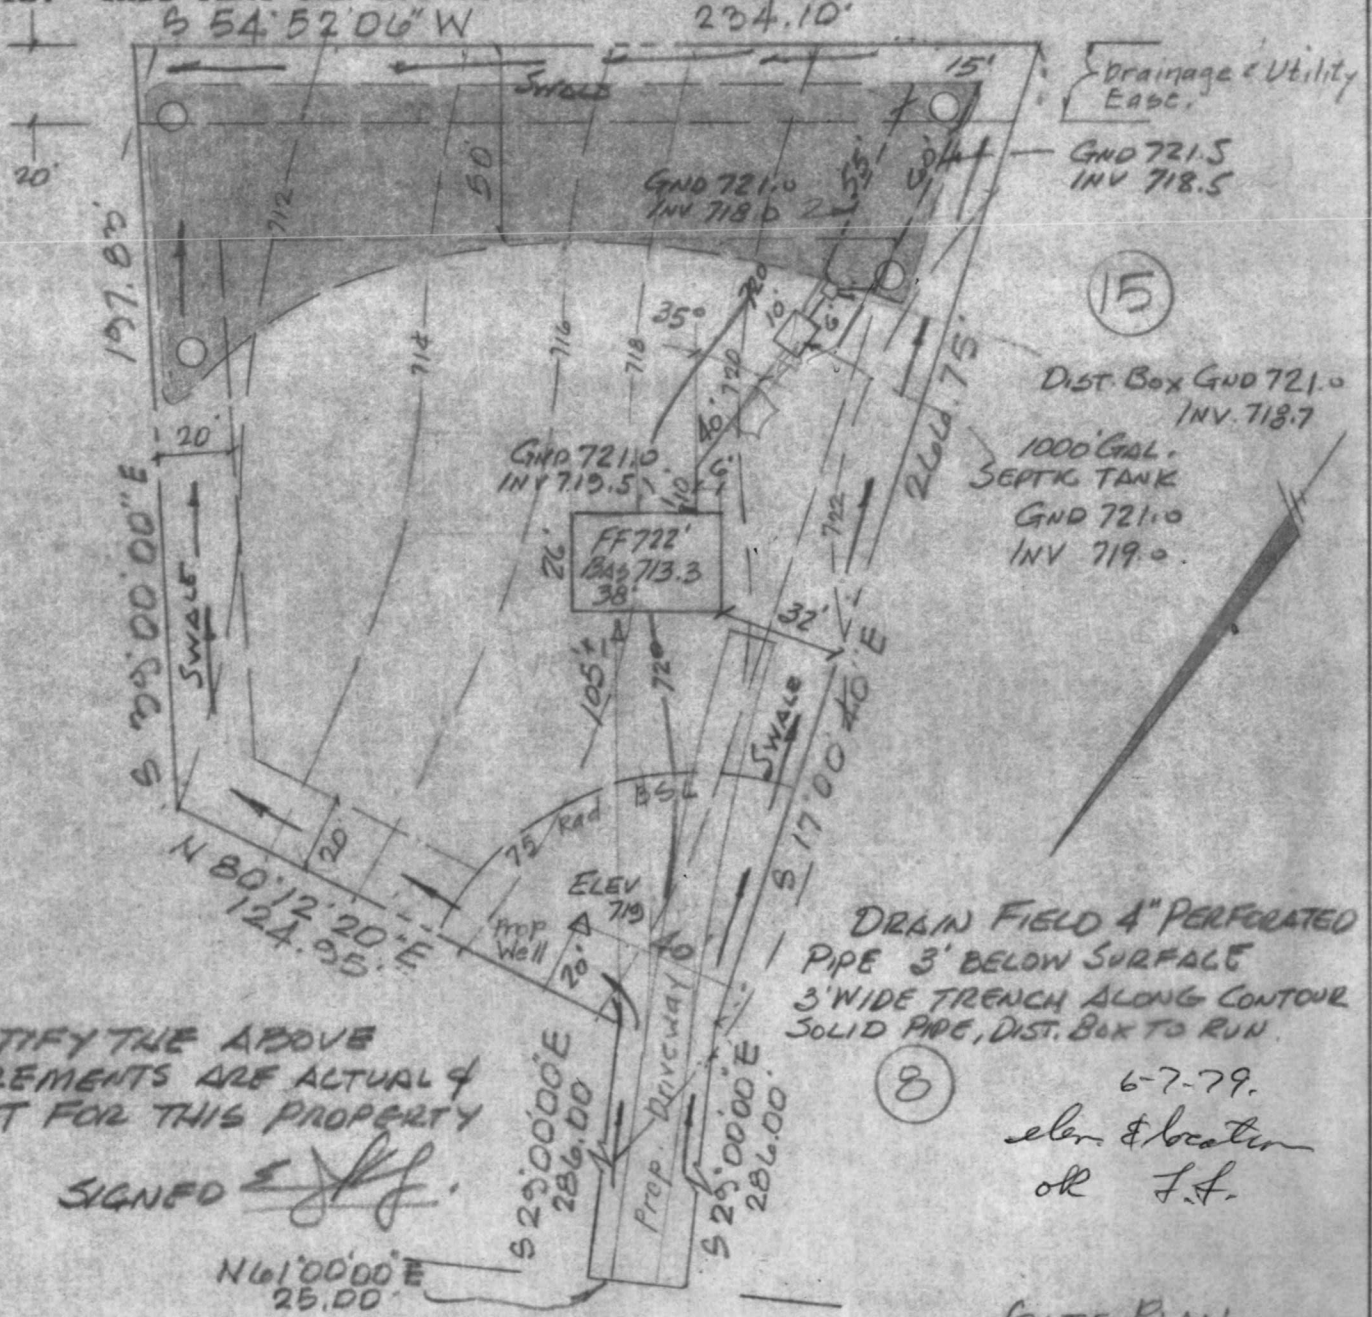 S 54°52'06" W
234.10'
SWALE
15'
Drainage & Utility
Ease.
20'
50'
GND 721.0
INV 718.0
55'
60'
GND 721.5
INV 718.5
712
197.83'
15
714
716
718
35°
720
10'
6'
720
40'
DIST. BOX GND 721.0
INV. 718.7
266.75'
1000 GAL.
SEPTIC TANK
GND 721.0
INV 719.0
20'
GND 721.0
INV 719.5
10
6'
722
FF 722'
BAS 713.3
38'
26'
32'
S 39°00'00" E
SWALE
105'±
720
SWALE
S 17°00'40" E
75 Rad BSL
20'
N 80°12'20" E
124.95'
ELEV
719
Prop
Well
20'
40'
DRAIN FIELD 4" PERFORATED
PIPE 3' BELOW SURFACE
3' WIDE TRENCH ALONG CONTOUR
SOLID PIPE, DIST. BOX TO RUN.
TIFY THE ABOVE
REMENTS ARE ACTUAL &
T FOR THIS PROPERTY
SIGNED
S 29°00'00" E
286.00
Prop. Driveway
S 29°00'00" E
286.00'
8
6-7-79.
elev. & location
ok J.F.
N 61°00'00" E
25.00'